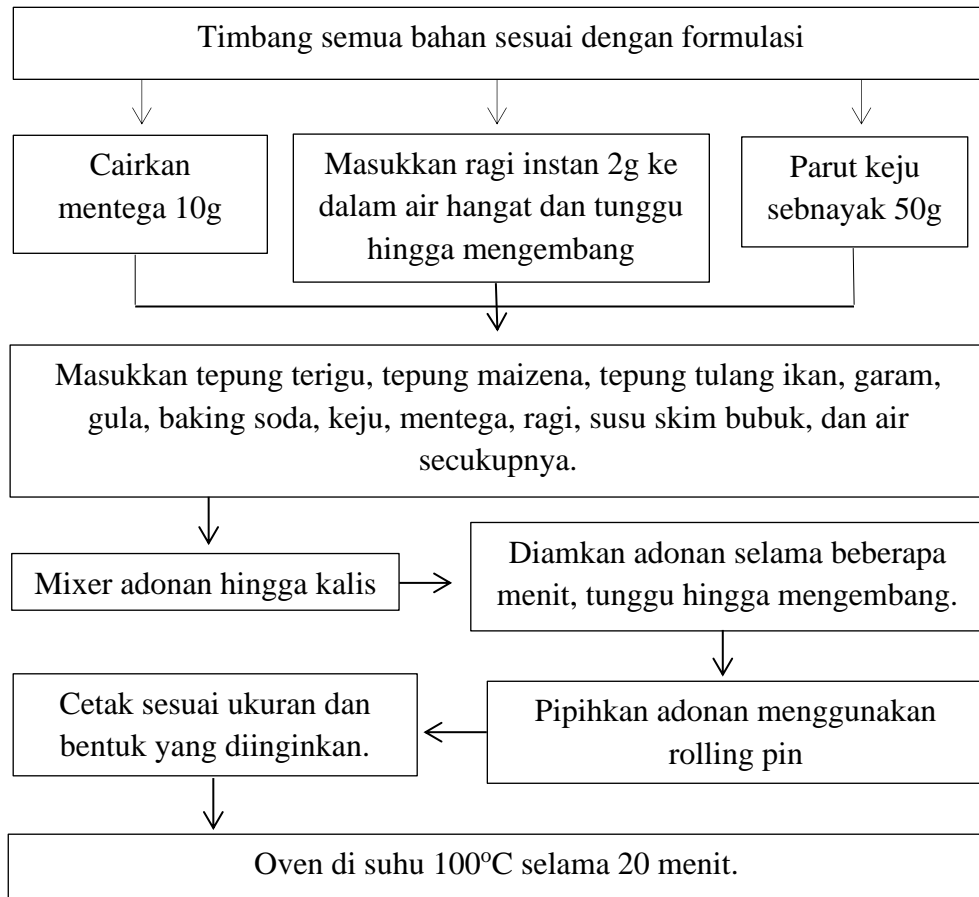 Timbang semua bahan sesuai dengan formulasi
Cairkan
mentega 10g
Masukkan ragi instan 2g ke
dalam air hangat dan tunggu
hingga mengembang
Parut keju
sebnayak 50g
Masukkan tepung terigu, tepung maizena, tepung tulang ikan, garam,
gula, baking soda, keju, mentega, ragi, susu skim bubuk, dan air
secukupnya.
Mixer adonan hingga kalis
Diamkan adonan selama beberapa
menit, tunggu hingga mengembang.
Pipihkan adonan menggunakan
rolling pin
Cetak sesuai ukuran dan
bentuk yang diinginkan.
Oven di suhu 100°C selama 20 menit.